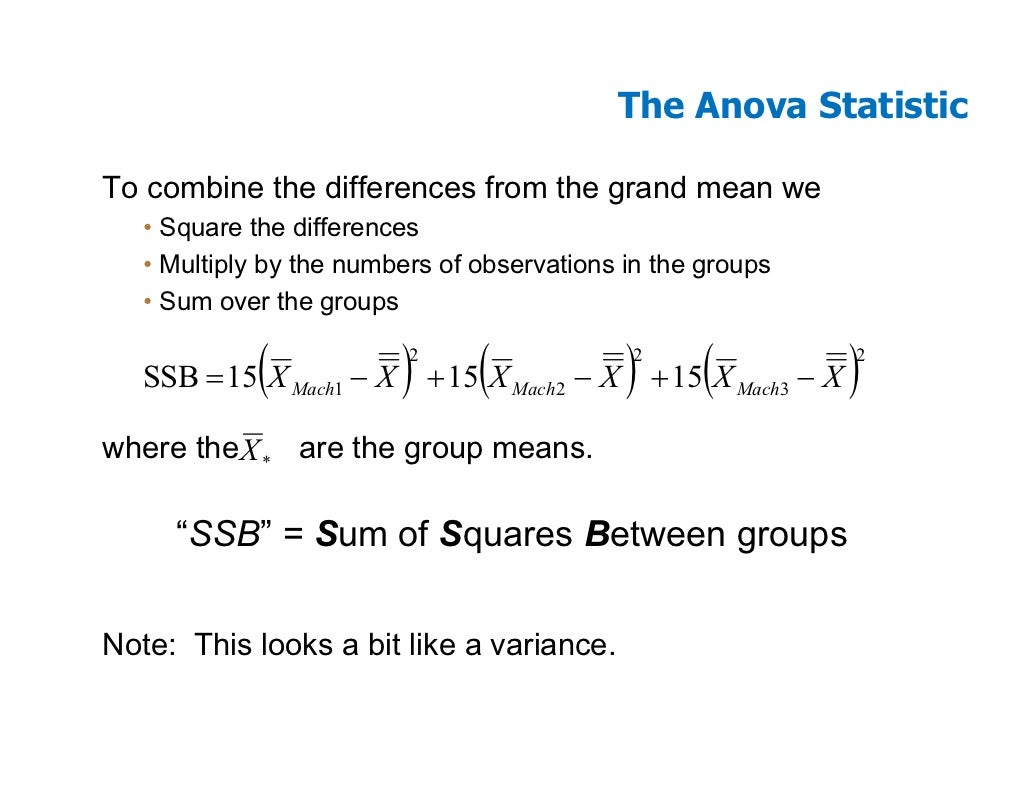 The Anova Statistic
To combine the differences from the grand mean we
• Square the differences
• Multiply by the numbers of observations in the groups
• Sum over the groups
SSB = 15(X̅ Mach1 − X̿)² + 15(X̅ Mach2 − X̿)² + 15(X̅ Mach3 − X̿)²
where the X̅ * are the group means.
“SSB” = Sum of Squares Between groups
Note: This looks a bit like a variance.